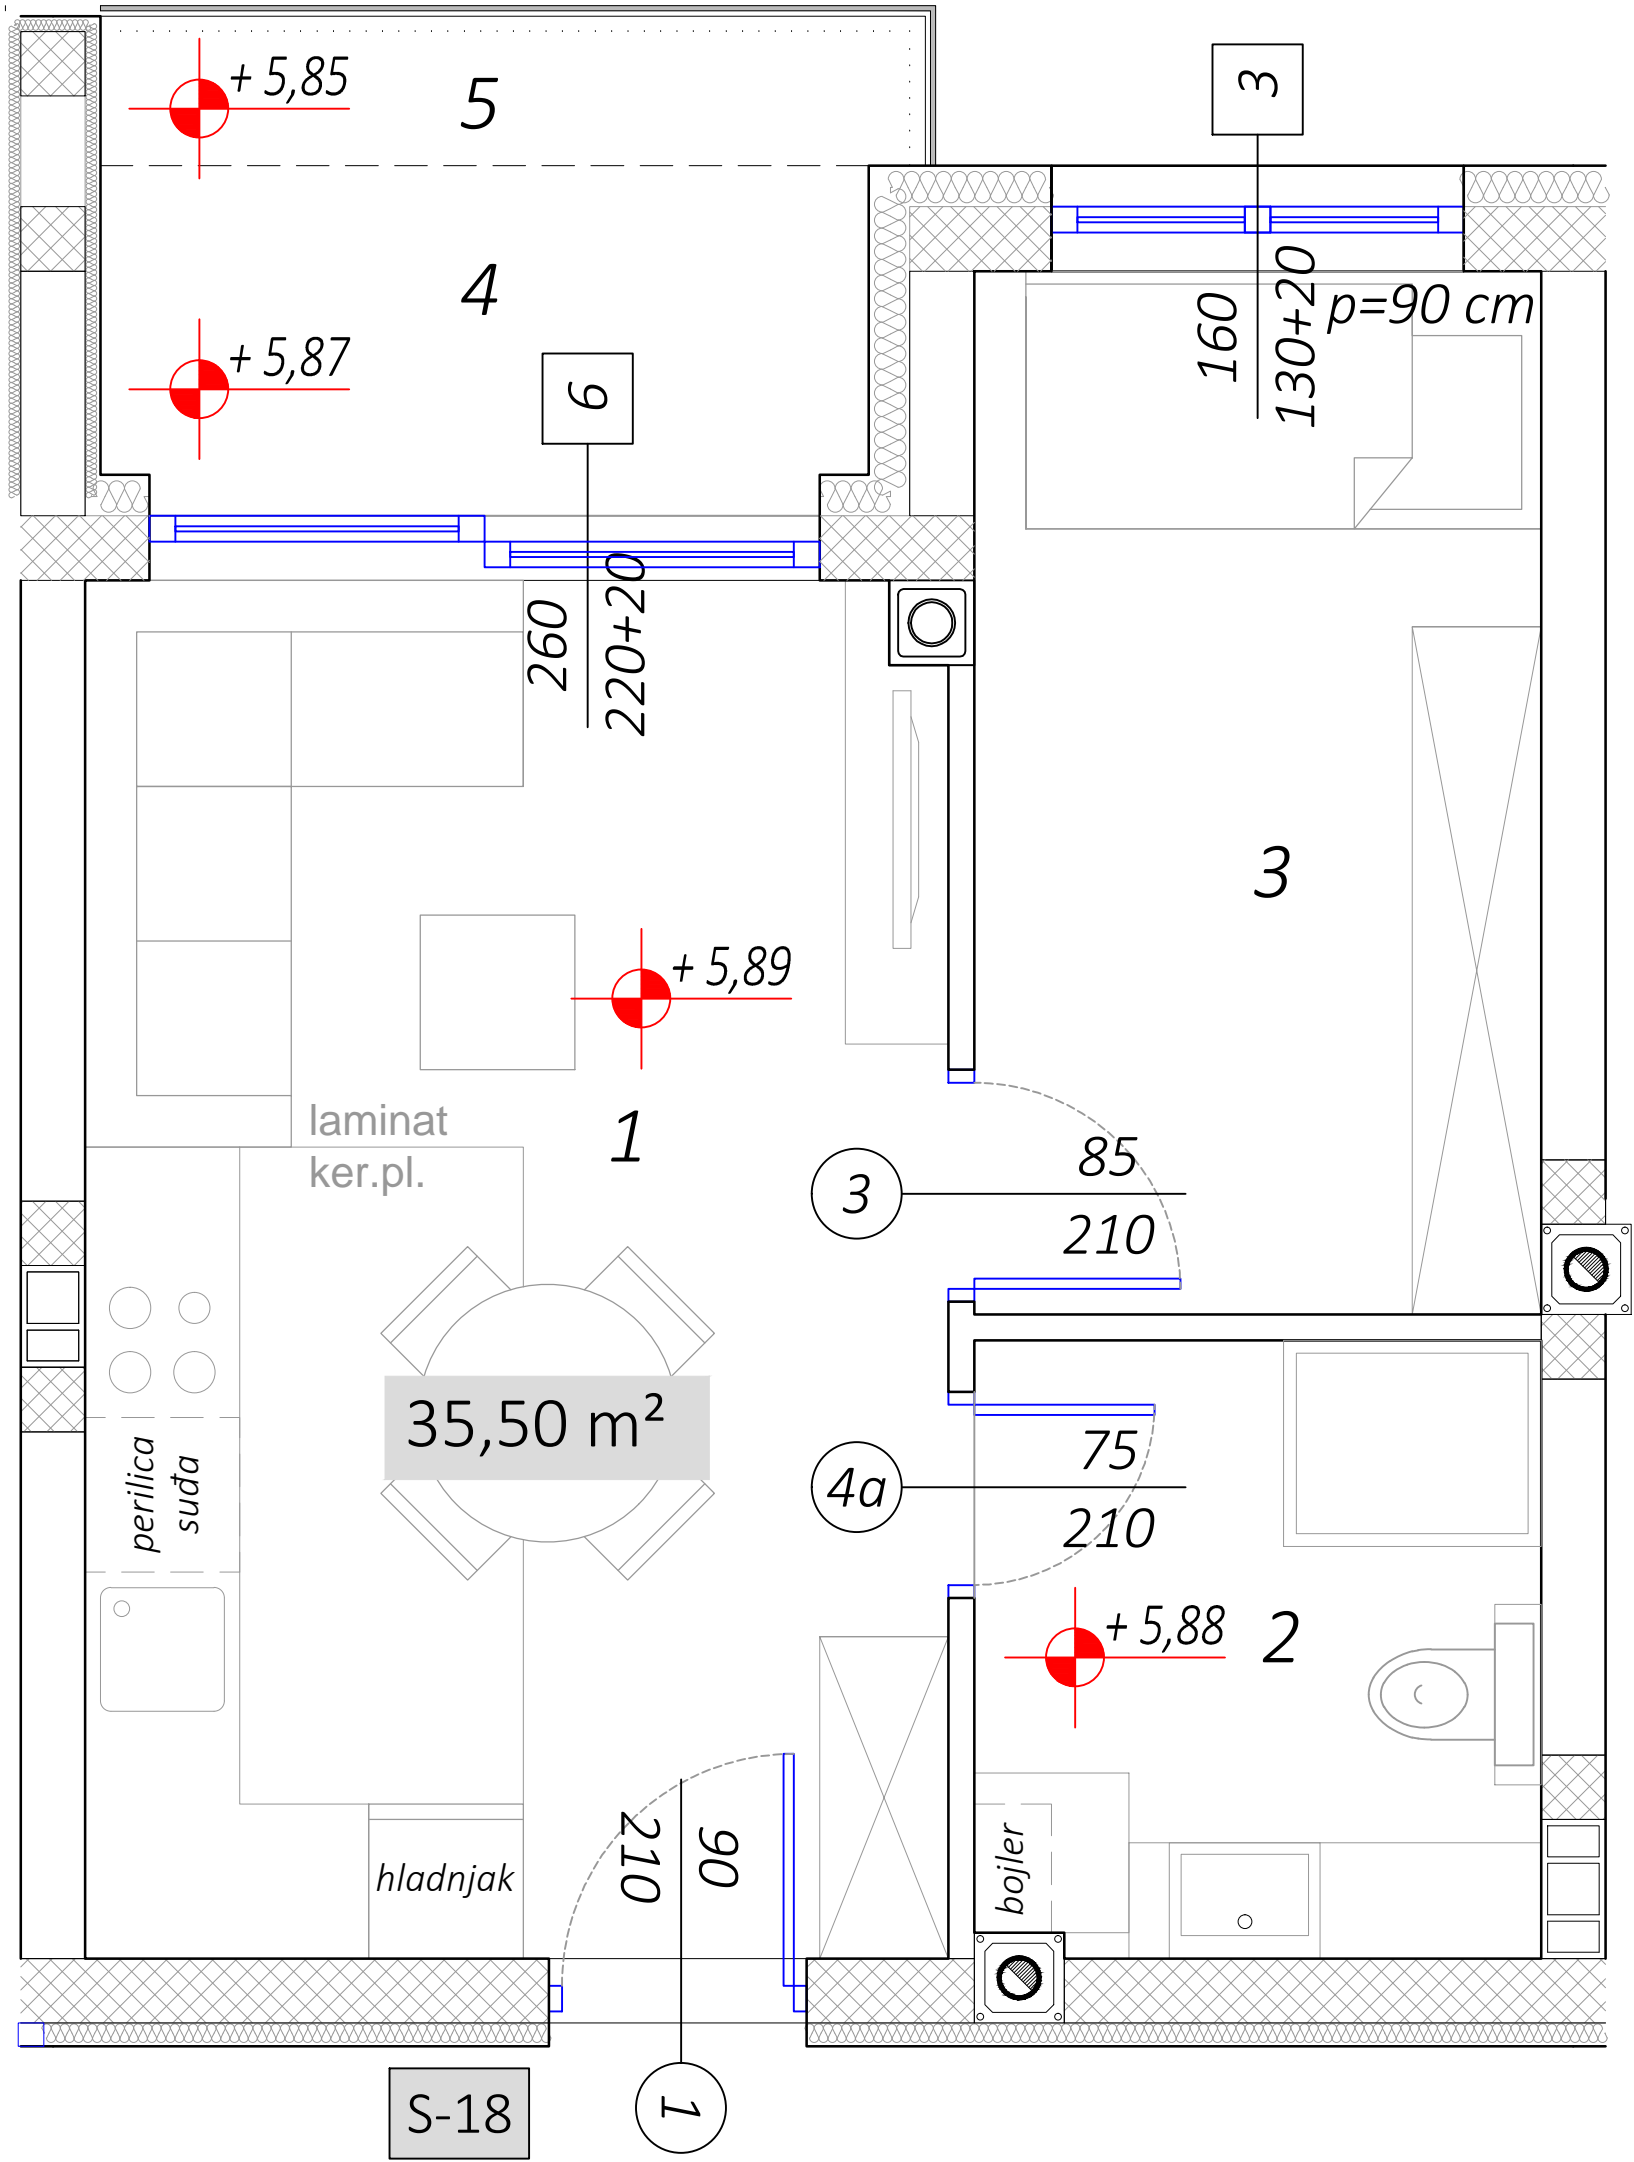 + 5,85
5
3
4
160
130+20
p=90 cm
+ 5,87
6
260
220+20
3
+ 5,89
laminat
ker.pl.
1
3
85
210
35,50 m²
perilica
suđa
4a
75
210
+ 5,88
2
210
90
hladnjak
bojler
S-18
1